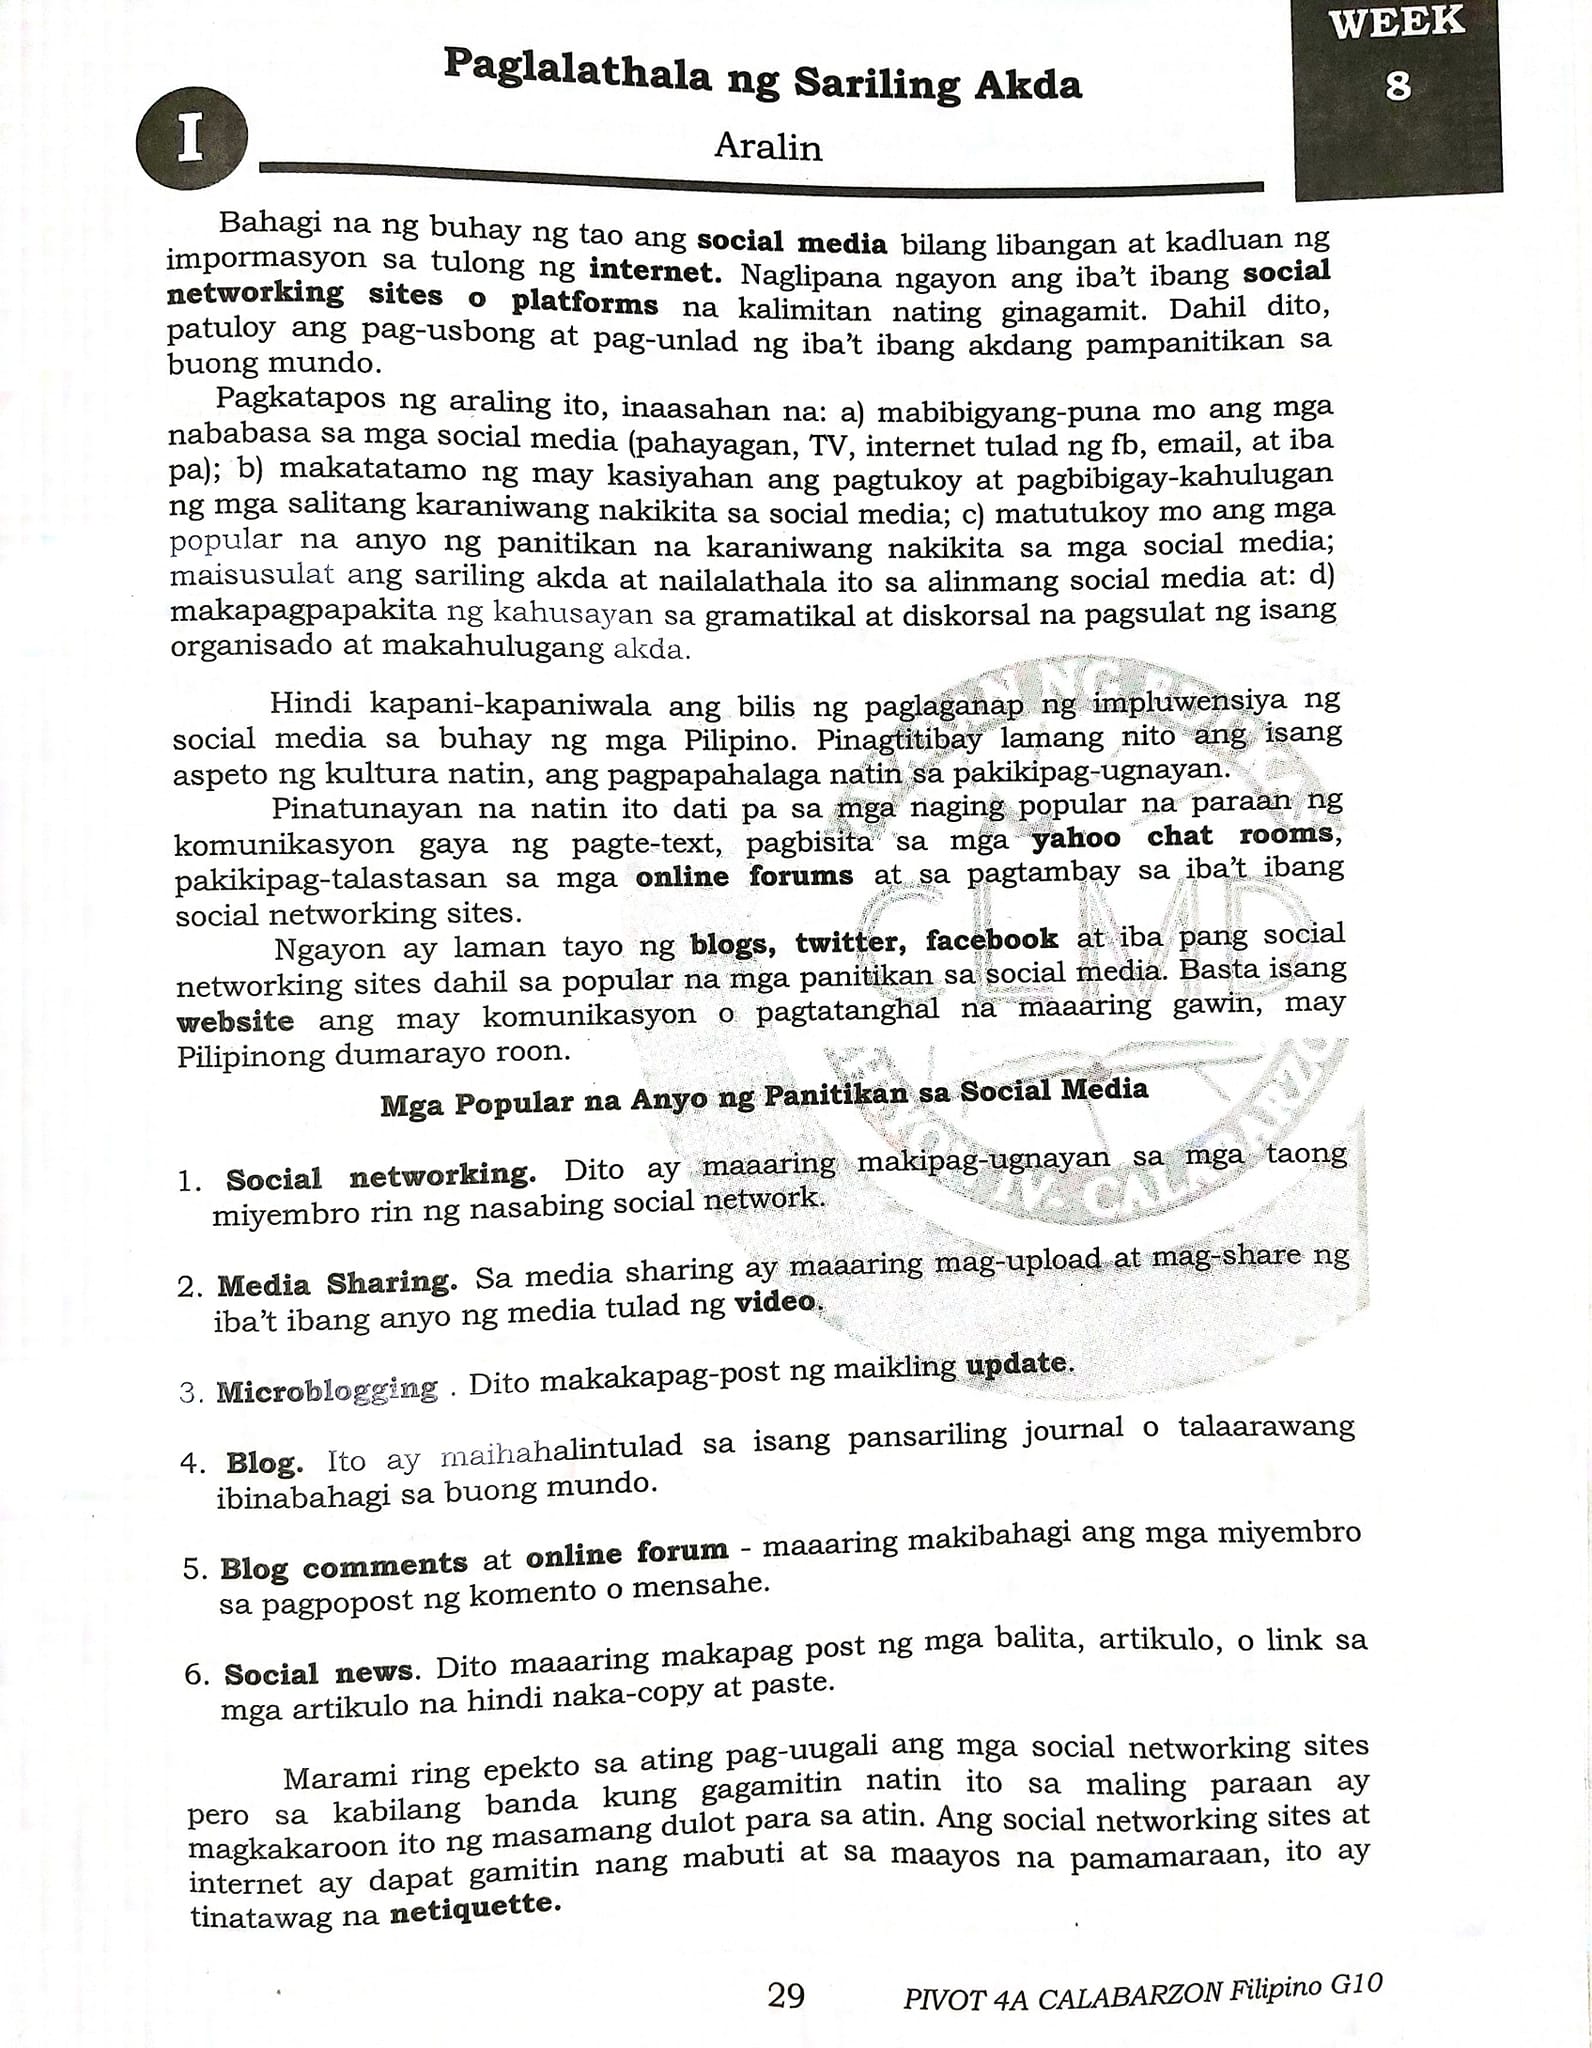 WEEK
8
Paglalathala ng Sariling Akda
I
Aralin
Bahagi na ng buhay ng tao ang social media bilang libangan at kadluan ng
impormasyon sa tulong ng internet. Naglipana ngayon ang iba't ibang social
networking sites o platforms na kalimitan nating ginagamit. Dahil dito,
patuloy ang pag-usbong at pag-unlad ng iba't ibang akdang pampanitikan sa
buong mundo.
Pagkatapos ng araling ito, inaasahan na: a) mabibigyang-puna mo ang mga
nababasa sa mga social media (pahayagan, TV, internet tulad ng fb, email, at iba
pa); b) makatatamo ng may kasiyahan ang pagtukoy at pagbibigay-kahulugan
ng mga salitang karaniwang nakikita sa social media; c) matutukoy mo ang mga
popular na anyo ng panitikan na karaniwang nakikita sa mga social media;
maisusulat ang sariling akda at nailalathala ito sa alinmang social media at: d)
makapagpapakita ng kahusayan sa gramatikal at diskorsal na pagsulat ng isang
organisado at makahulugang akda.
Hindi kapani-kapaniwala ang bilis ng paglaganap ng impluwensiya ng
social media sa buhay ng mga Pilipino. Pinagtitibay lamang nito ang isang
aspeto ng kultura natin, ang pagpapahalaga natin sa pakikipag-ugnayan.
Pinatunayan na natin ito dati pa sa mga naging popular na paraan ng
komunikasyon gaya ng pagte-text, pagbisita sa mga yahoo chat rooms,
pakikipag-talastasan sa mga online forums at sa pagtambay sa iba't ibang
social networking sites.
Ngayon ay laman tayo ng blogs, twitter, facebook at iba pang social
networking sites dahil sa popular na mga panitikan sa social media. Basta isang
website ang may komunikasyon o pagtatanghal na maaaring gawin, may
Pilipinong dumarayo roon.
Mga Popular na Anyo ng Panitikan sa Social Media
1. Social networking. Dito ay maaaring makipag-ugnayan sa mga taong
miyembro rin ng nasabing social network.
2. Media Sharing. Sa media sharing ay maaaring mag-upload at mag-share ng
iba't ibang anyo ng media tulad ng video.
3. Microblogging . Dito makakapag-post ng maikling update.
4. Blog. Ito ay maihahalintulad sa isang pansariling journal o talaarawang
ibinabahagi sa buong mundo.
5. Blog comments at online forum - maaaring makibahagi ang mga miyembro
sa pagpopost ng komento o mensahe.
6. Social news. Dito maaaring makapag post ng mga balita, artikulo, o link sa
mga artikulo na hindi naka-copy at paste.
Marami ring epekto sa ating pag-uugali ang mga social networking sites
pero sa kabilang banda kung gagamitin natin ito sa maling paraan ay
magkakaroon ito ng masamang dulot para sa atin. Ang social networking sites at
internet ay dapat gamitin nang mabuti at sa maayos na pamamaraan, ito ay
tinatawag na netiquette.
CLMD
29
PIVOT 4A CALABARZON Filipino G10